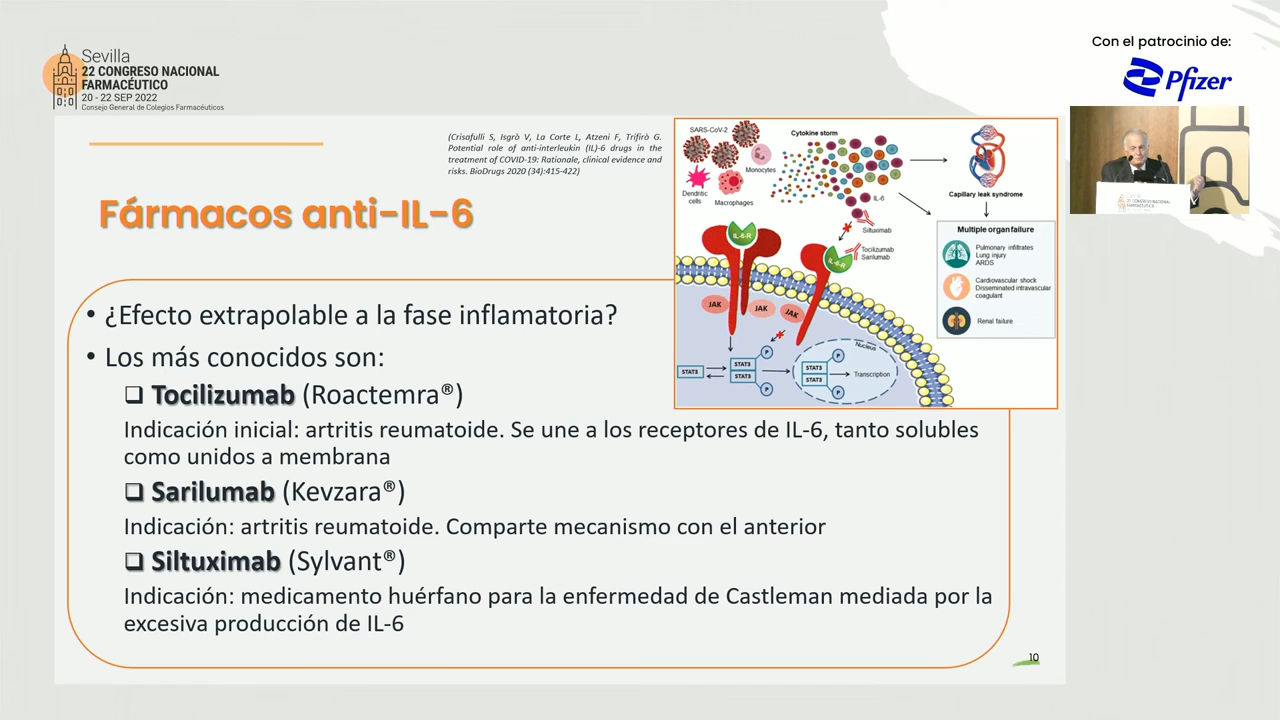 Sevilla
22 CONGRESO NACIONAL
FARMACÉUTICO
20 - 22 SEP 2022
Consejo General de Colegios Farmacéuticos
Con el patrocinio de:
Pfizer
(Crisafulli S, Isgrò V, La Corte L, Atzeni F, Trifirò G.
Potential role of anti-interleukin (IL)-6 drugs in the
treatment of COVID-19: Rationale, clinical evidence and
risks. BioDrugs 2020 (34):415-422)
Fármacos anti-IL-6
SARS-CoV-2
Cytokine storm
Monocytes
Dendritic
cells
Macrophages
IL-6
Capillary leak syndrome
Siltuximab
Tocilizumab
Sarilumab
IL-6-R
IL-6-R
Multiple organ failure
Pulmonary infiltrates
Lung injury
ARDS
Cardiovascular shock
Disseminated intravascular
coagulant
Renal failure
JAK
JAK
JAK
STAT3
STAT3
STAT3
P
P
Nucleus
STAT3
STAT3
P
P
Transcription
• ¿Efecto extrapolable a la fase inflamatoria?
• Los más conocidos son:
❑ Tocilizumab (Roactemra®)
Indicación inicial: artritis reumatoide. Se une a los receptores de IL-6, tanto solubles
como unidos a membrana
❑ Sarilumab (Kevzara®)
Indicación: artritis reumatoide. Comparte mecanismo con el anterior
❑ Siltuximab (Sylvant®)
Indicación: medicamento huérfano para la enfermedad de Castleman mediada por la
excesiva producción de IL-6
10